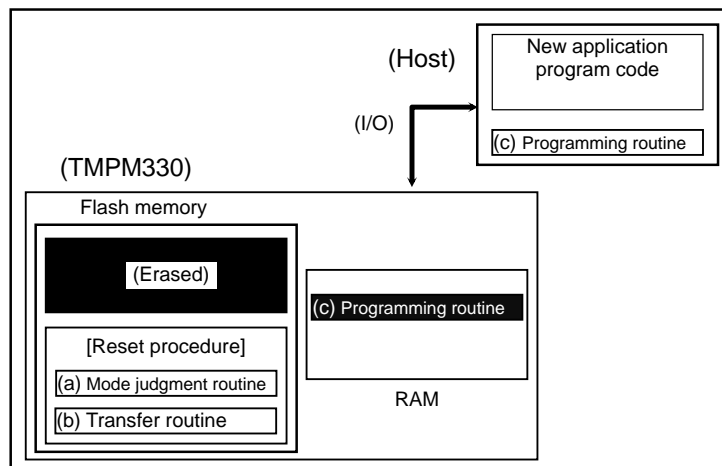 (Host)
New application
program code
(c) Programming routine
(I/O)
(TMPM330)
Flash memory
(Erased)
[Reset procedure]
(a) Mode judgment routine
(b) Transfer routine
(c) Programming routine
RAM